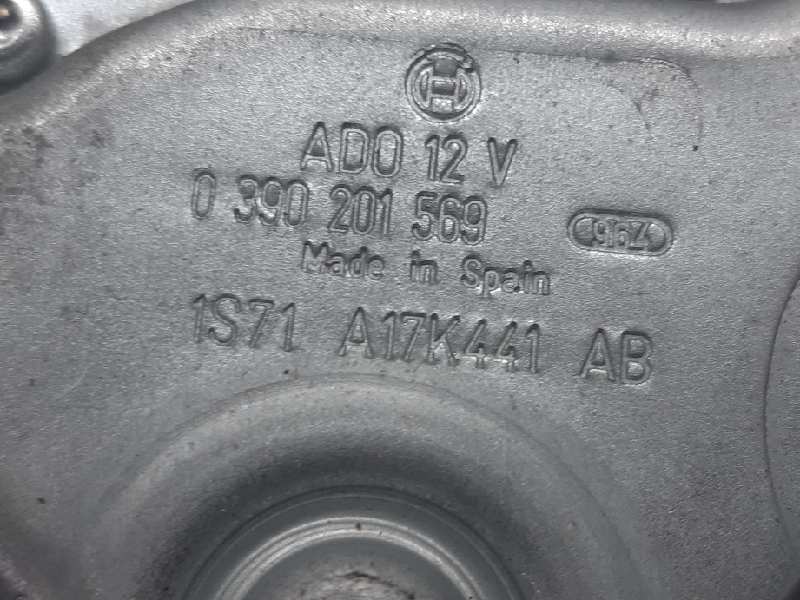 ADO 12 V
0 390 201 569
Made in Spain
1S71 A17K441 AB